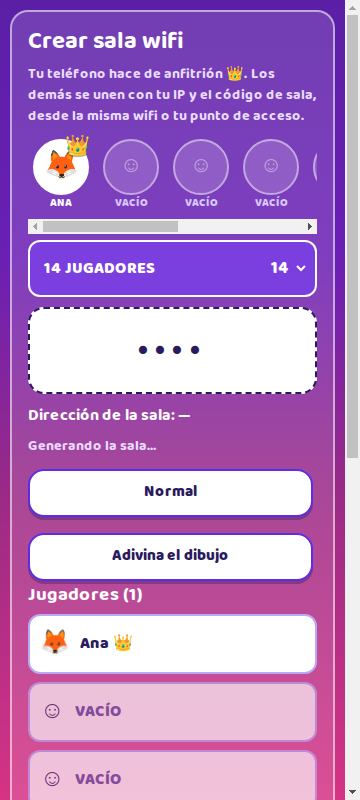 Crear sala wifi
Tu teléfono hace de anfitrión 👑. Los
demás se unen con tu IP y el código de sala,
desde la misma wifi o tu punto de acceso.
ANA VACÍO VACÍO VACÍO
14 JUGADORES 14
••••
Dirección de la sala: —
Generando la sala...
Normal
Adivina el dibujo
Jugadores (1)
Ana 👑
VACÍO
VACÍO